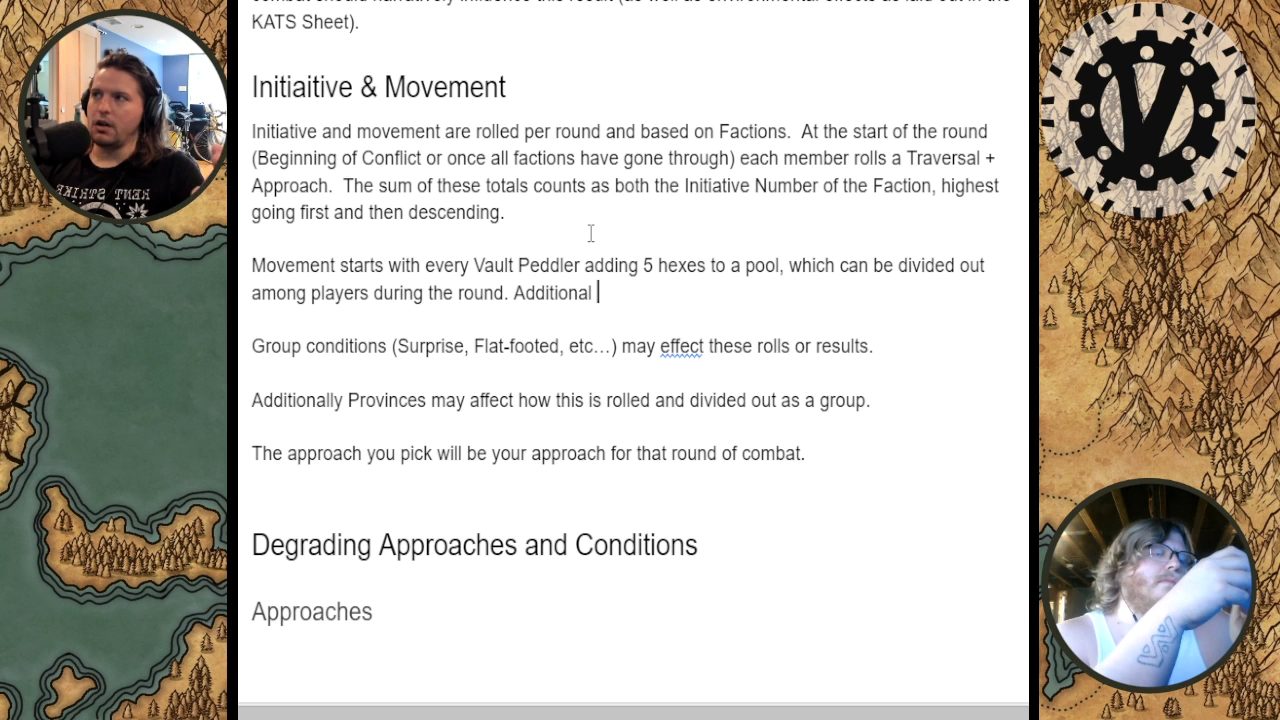 KATS Sheet).
Initiaitive & Movement
Initiative and movement are rolled per round and based on Factions.  At the start of the round
(Beginning of Conflict or once all factions have gone through) each member rolls a Traversal +
Approach.  The sum of these totals counts as both the Initiative Number of the Faction, highest
going first and then descending.
Movement starts with every Vault Peddler adding 5 hexes to a pool, which can be divided out
among players during the round. Additional
Group conditions (Surprise, Flat-footed, etc…) may effect these rolls or results.
Additionally Provinces may affect how this is rolled and divided out as a group.
The approach you pick will be your approach for that round of combat.
Degrading Approaches and Conditions
Approaches
KENT STRIKE
V